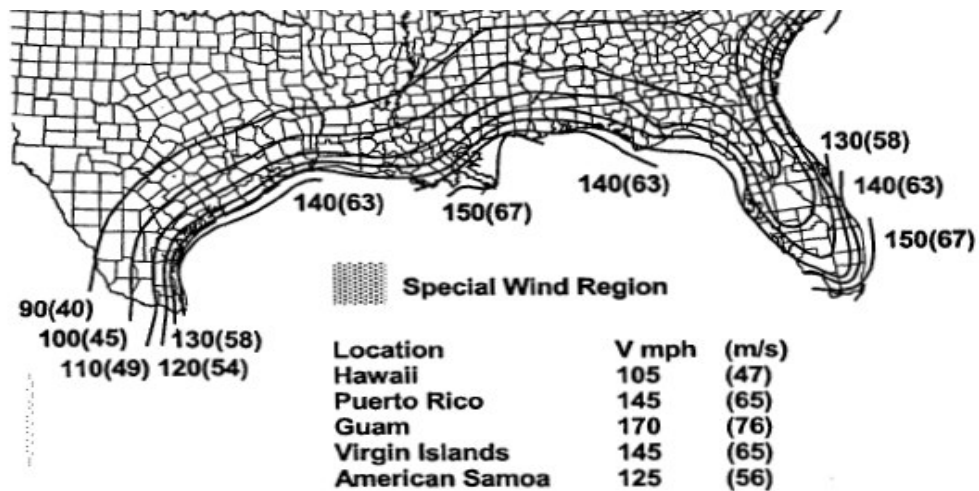 130(58)
140(63)
140(63)
140(63)
150(67)
150(67)
Special Wind Region
90(40)
100(45)
130(58)
110(49)
120(54)
Location V mph (m/s)
Hawaii 105 (47)
Puerto Rico 145 (65)
Guam 170 (76)
Virgin Islands 145 (65)
American Samoa 125 (56)